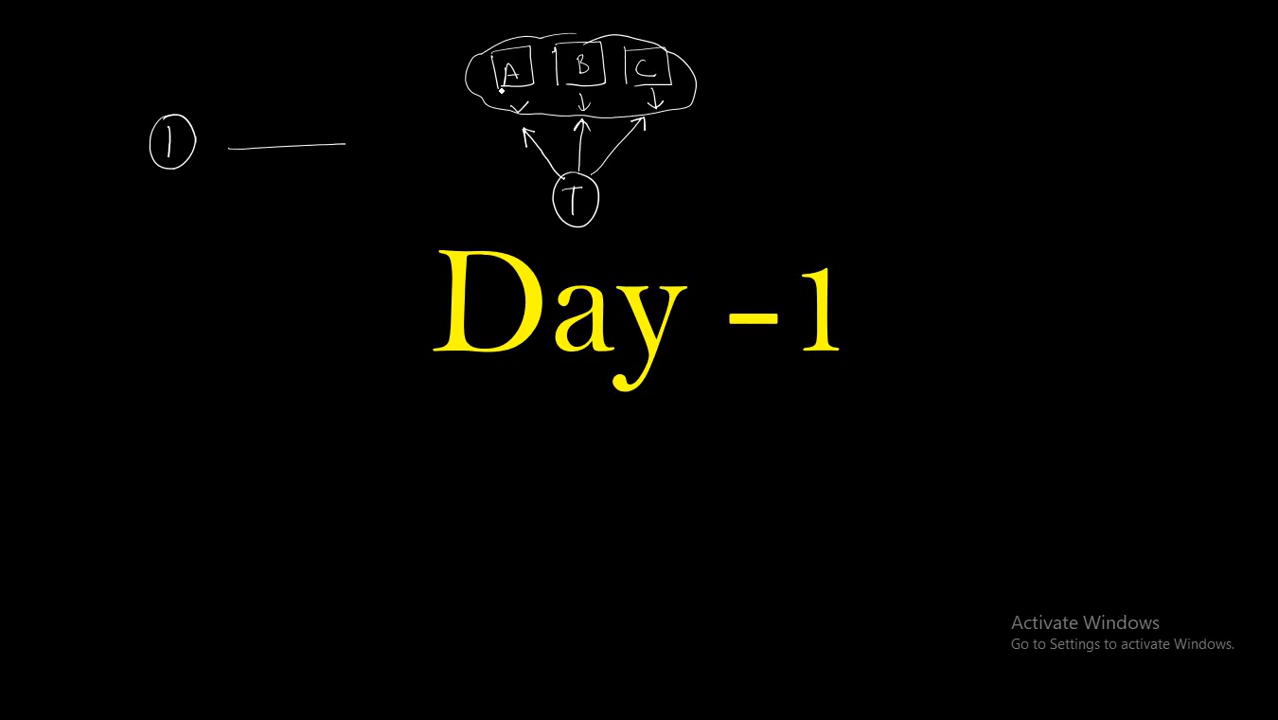 A B C
1
T
Day -1
Activate Windows
Go to Settings to activate Windows.